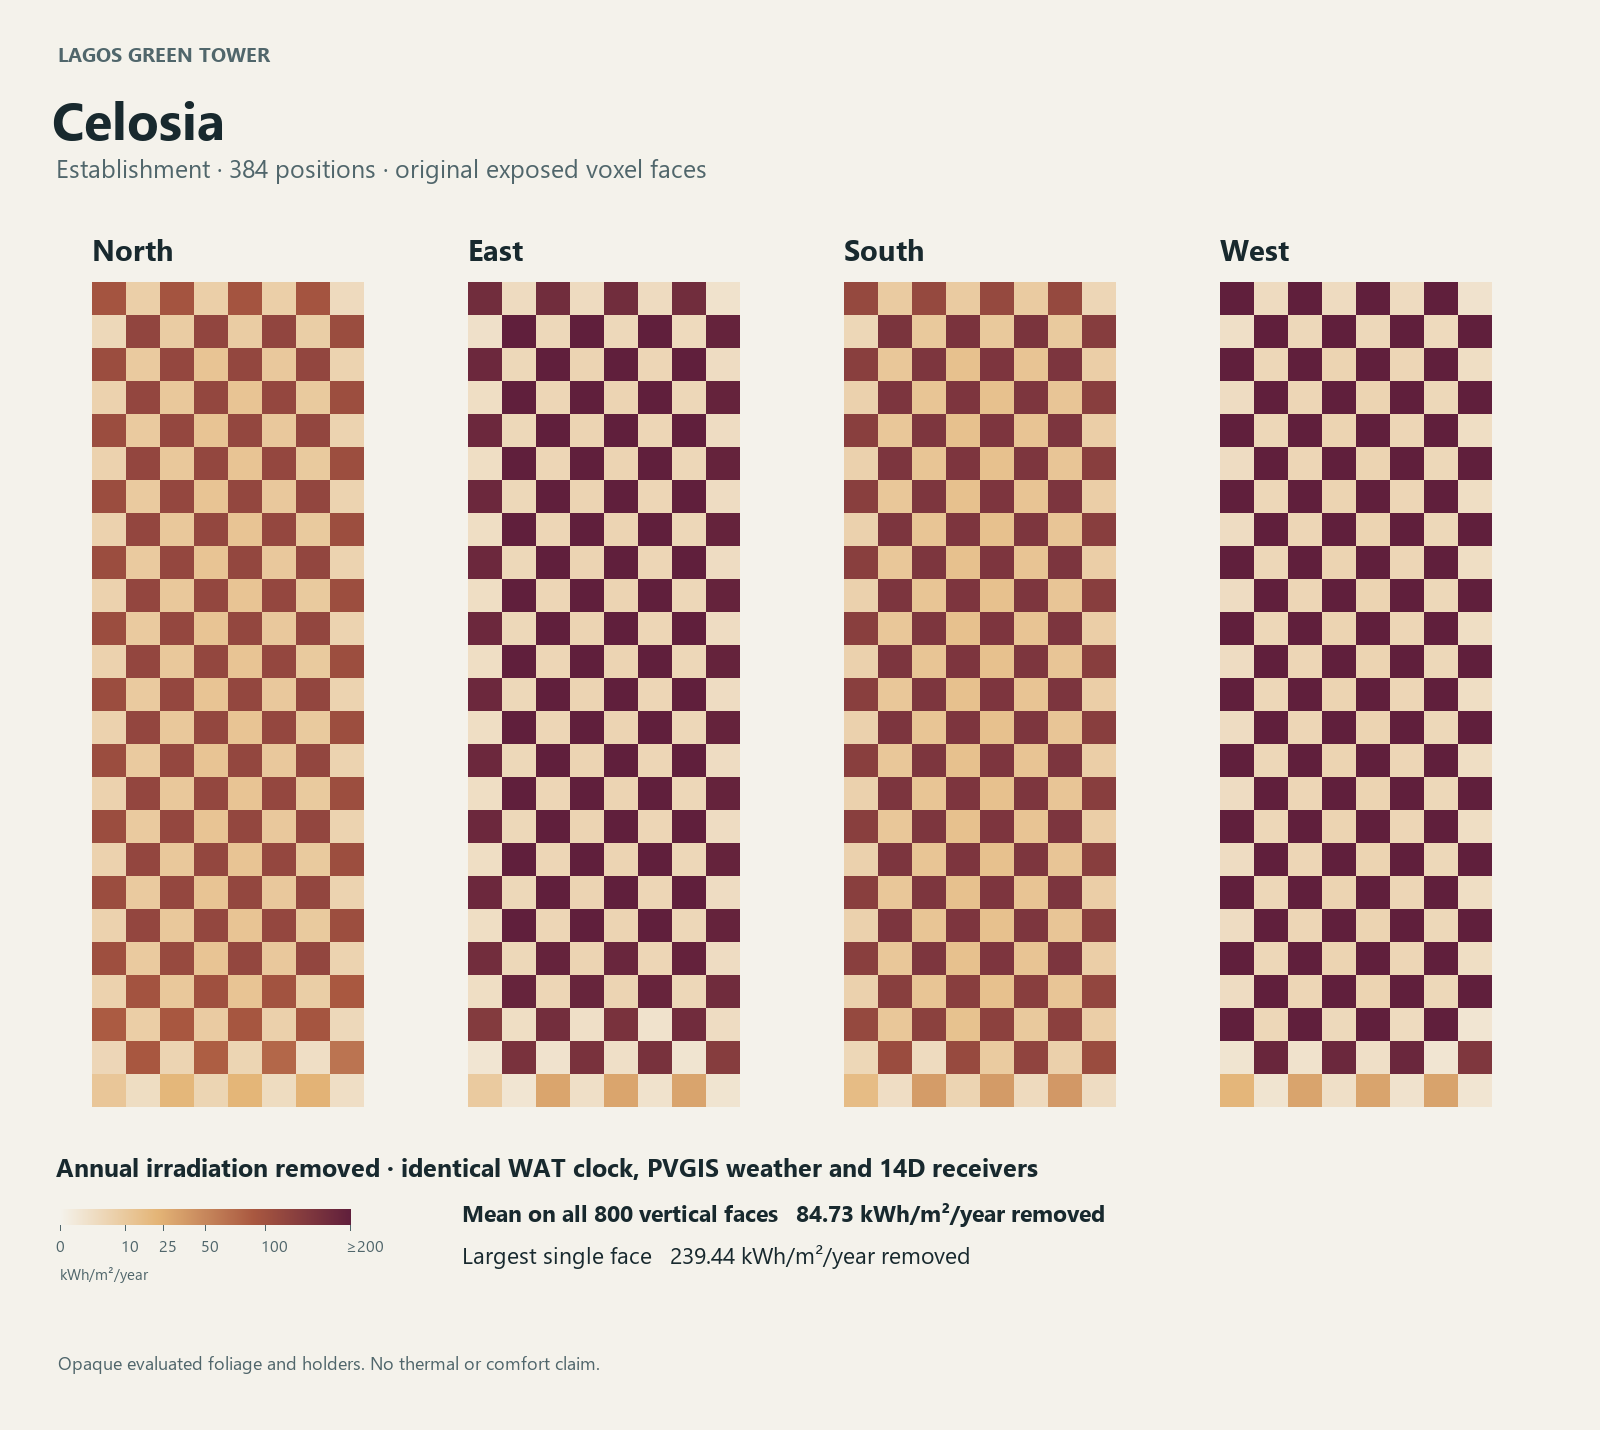 LAGOS GREEN TOWER
Celosia
Establishment · 384 positions · original exposed voxel faces
North East South West
Annual irradiation removed · identical WAT clock, PVGIS weather and 14D receivers
Mean on all 800 vertical faces 84.73 kWh/m²/year removed
0 10 25 50 100 ≥200
Largest single face 239.44 kWh/m²/year removed
kWh/m²/year
Opaque evaluated foliage and holders. No thermal or comfort claim.